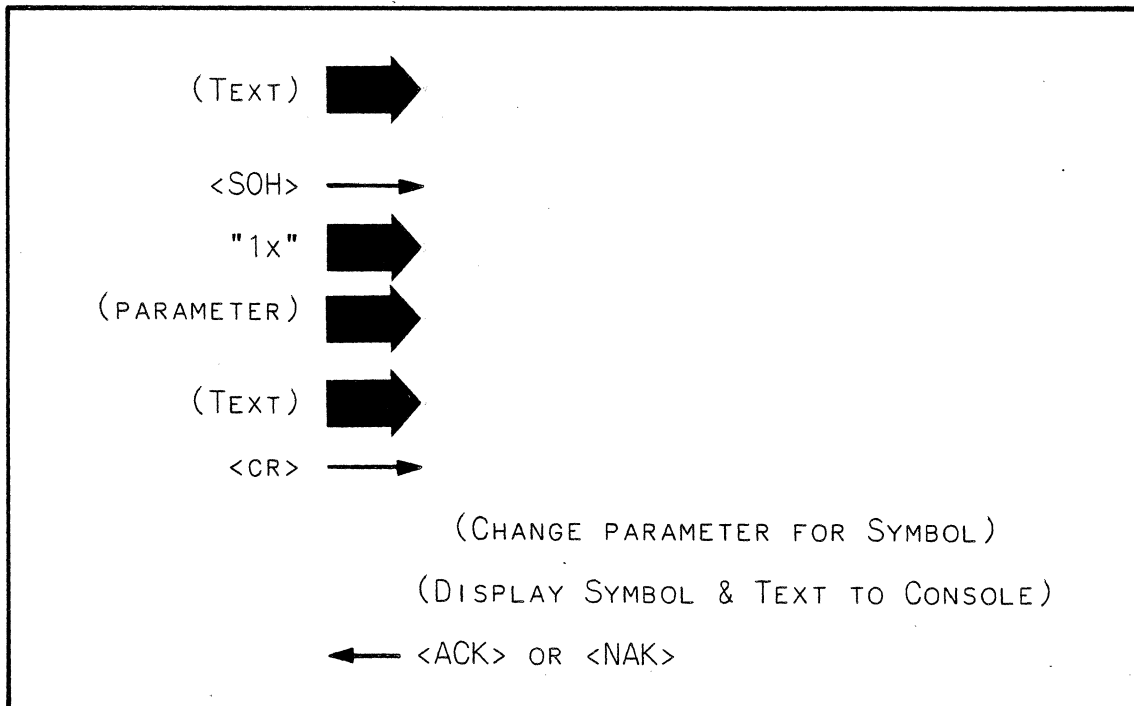 (TEXT)
<SOH>
"1x"
(PARAMETER)
(TEXT)
<CR>
(CHANGE PARAMETER FOR SYMBOL)
(DISPLAY SYMBOL & TEXT TO CONSOLE)
<ACK> OR <NAK>